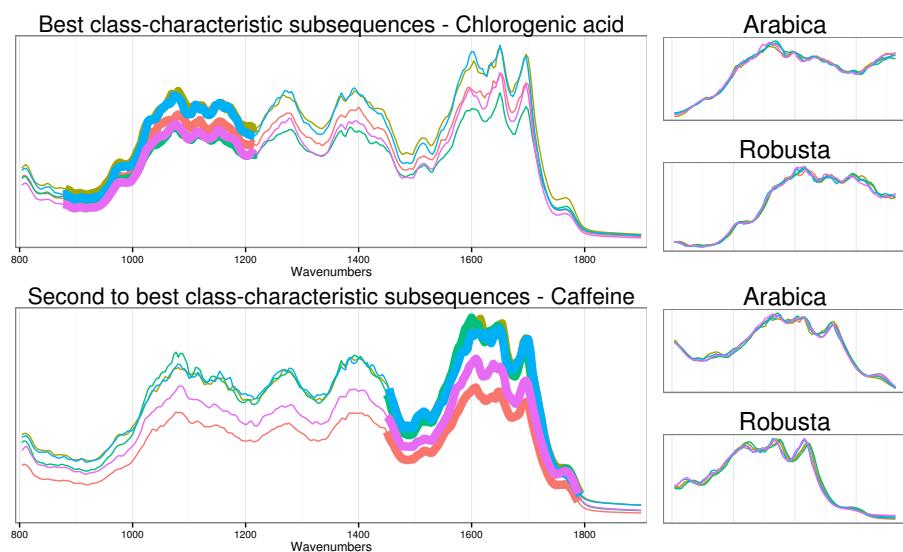 Best class-characteristic subsequences - Chlorogenic acid
800 1000 1200 1400 1600 1800
Wavenumbers
Arabica
Robusta
Second to best class-characteristic subsequences - Caffeine
800 1000 1200 1400 1600 1800
Wavenumbers
Arabica
Robusta